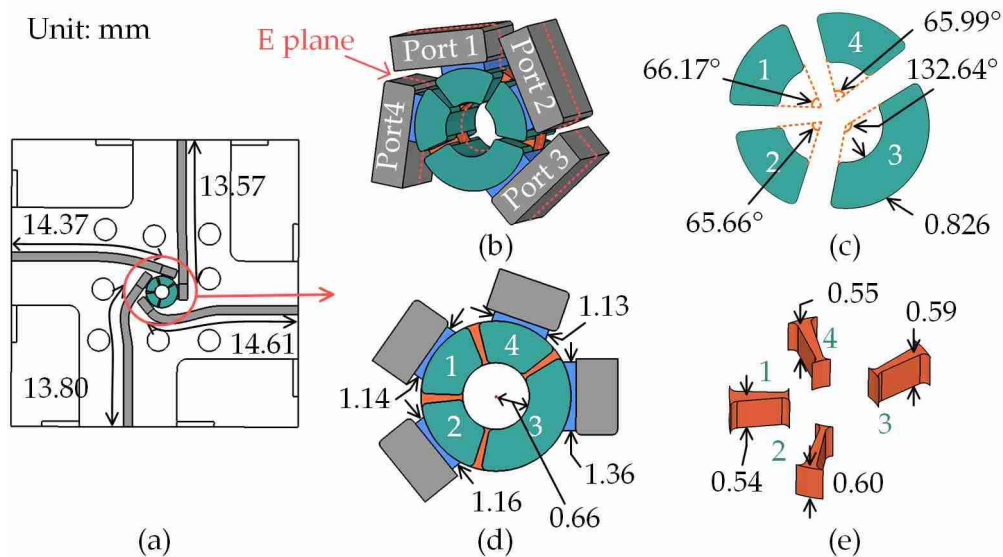 Unit: mm
13.57
14.37
14.61
13.80
(a)
E plane
Port 1
Port 2
Port4
Port 3
(b)
65.99°
66.17°
132.64°
1
4
2
3
65.66°
0.826
(c)
1.13
1
4
1.14
2
3
1.16
1.36
0.66
(d)
0.55
0.59
4
1
3
2
0.54
0.60
(e)